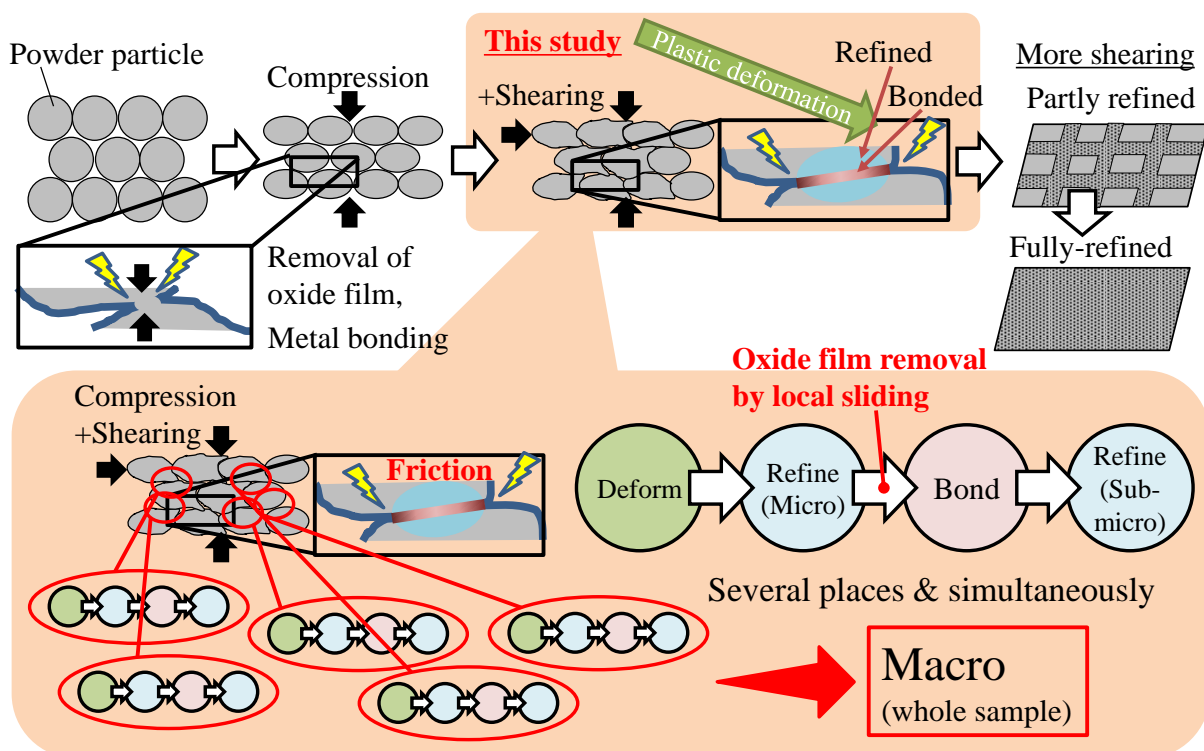 Powder particle
Compression
Removal of
oxide film,
Metal bonding
This study
+Shearing
Plastic deformation
Refined
Bonded
More shearing
Partly refined
Fully-refined
Compression
+Shearing
Friction
Oxide film removal
by local sliding
Deform
Refine
(Micro)
Bond
Refine
(Sub-
micro)
Several places & simultaneously
Macro
(whole sample)